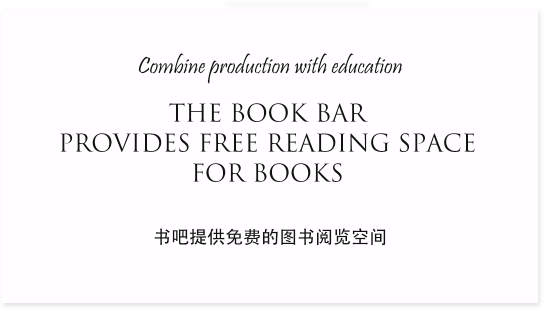 Combine production with education
THE BOOK BAR
PROVIDES FREE READING SPACE
FOR BOOKS
书吧提供免费的图书阅览空间